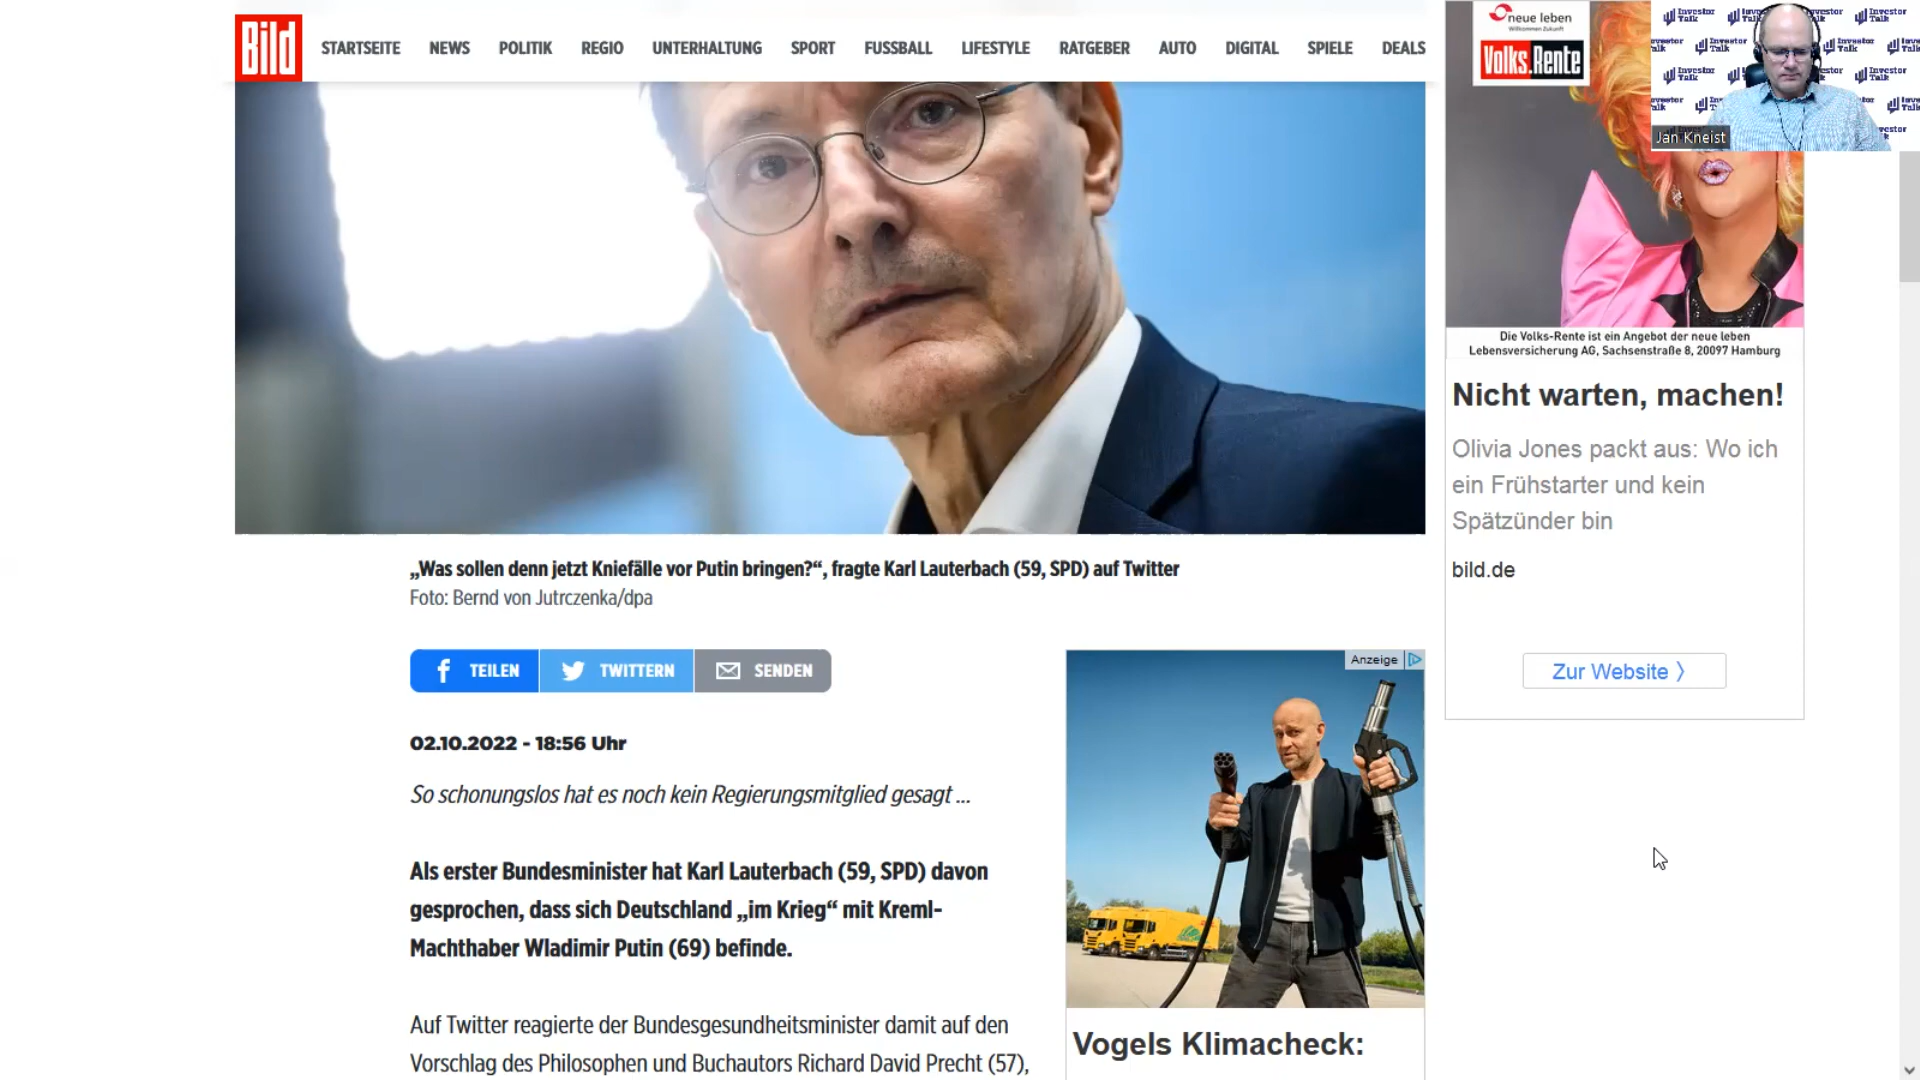 Bild
STARTSEITE NEWS POLITIK REGIO UNTERHALTUNG SPORT FUSSBALL LIFESTYLE RATGEBER AUTO DIGITAL SPIELE DEALS
„Was sollen denn jetzt Kniefälle vor Putin bringen?“, fragte Karl Lauterbach (59, SPD) auf Twitter
Foto: Bernd von Jutrczenka/dpa
TEILEN
TWITTERN
SENDEN
02.10.2022 - 18:56 Uhr
So schonungslos hat es noch kein Regierungsmitglied gesagt ...
Als erster Bundesminister hat Karl Lauterbach (59, SPD) davon
gesprochen, dass sich Deutschland „im Krieg“ mit Kreml-
Machthaber Wladimir Putin (69) befinde.
Auf Twitter reagierte der Bundesgesundheitsminister damit auf den
Vorschlag des Philosophen und Buchautors Richard David Precht (57),
Anzeige
Vogels Klimacheck:
neue leben
Willkommen Zukunft
Volks.Rente
Die Volks-Rente ist ein Angebot der neue leben
Lebensversicherung AG, Sachsenstraße 8, 20097 Hamburg
Nicht warten, machen!
Olivia Jones packt aus: Wo ich
ein Frühstarter und kein
Spätzünder bin
bild.de
Zur Website
Investor
Talk
Jan Kneist